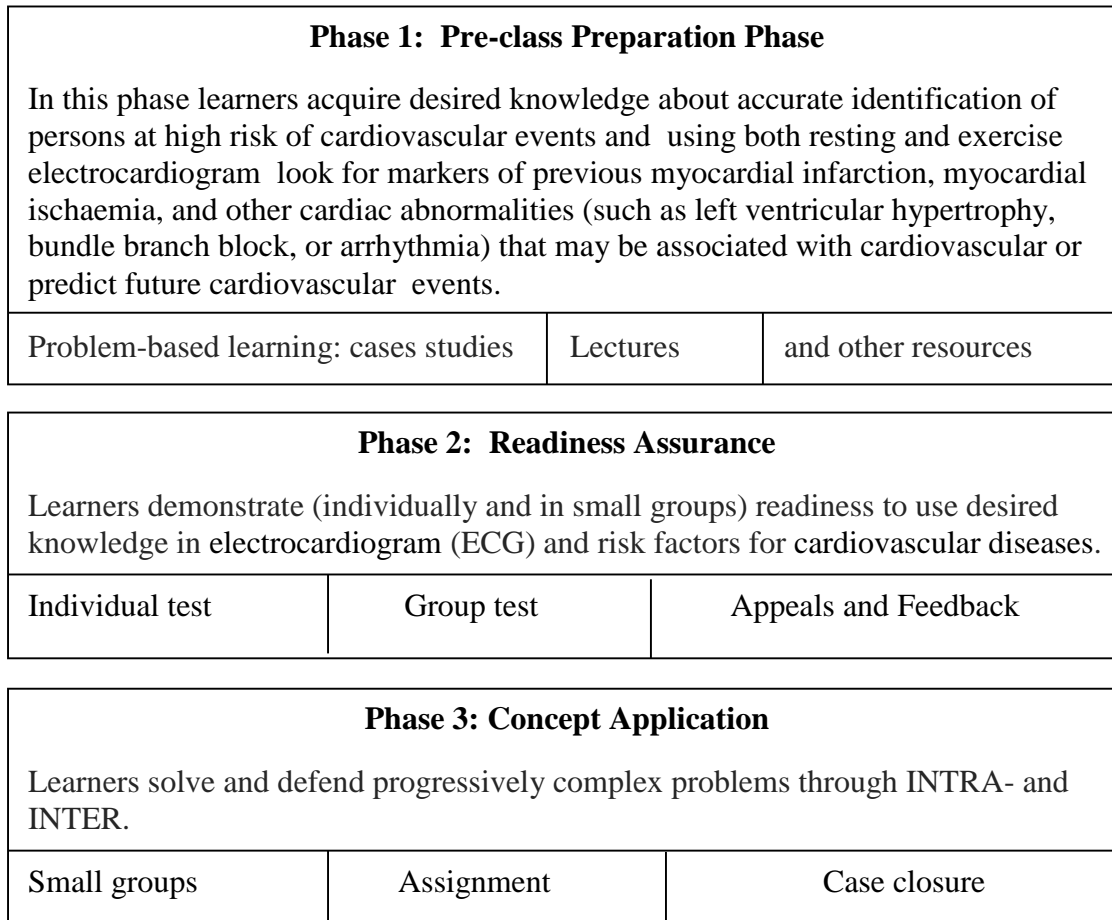 Phase 1: Pre-class Preparation Phase
In this phase learners acquire desired knowledge about accurate identification of
persons at high risk of cardiovascular events and using both resting and exercise
electrocardiogram look for markers of previous myocardial infarction, myocardial
ischaemia, and other cardiac abnormalities (such as left ventricular hypertrophy,
bundle branch block, or arrhythmia) that may be associated with cardiovascular or
predict future cardiovascular events.
Problem-based learning: cases studies Lectures and other resources
Phase 2: Readiness Assurance
Learners demonstrate (individually and in small groups) readiness to use desired
knowledge in electrocardiogram (ECG) and risk factors for cardiovascular diseases.
Individual test Group test Appeals and Feedback
Phase 3: Concept Application
Learners solve and defend progressively complex problems through INTRA- and
INTER.
Small groups Assignment Case closure